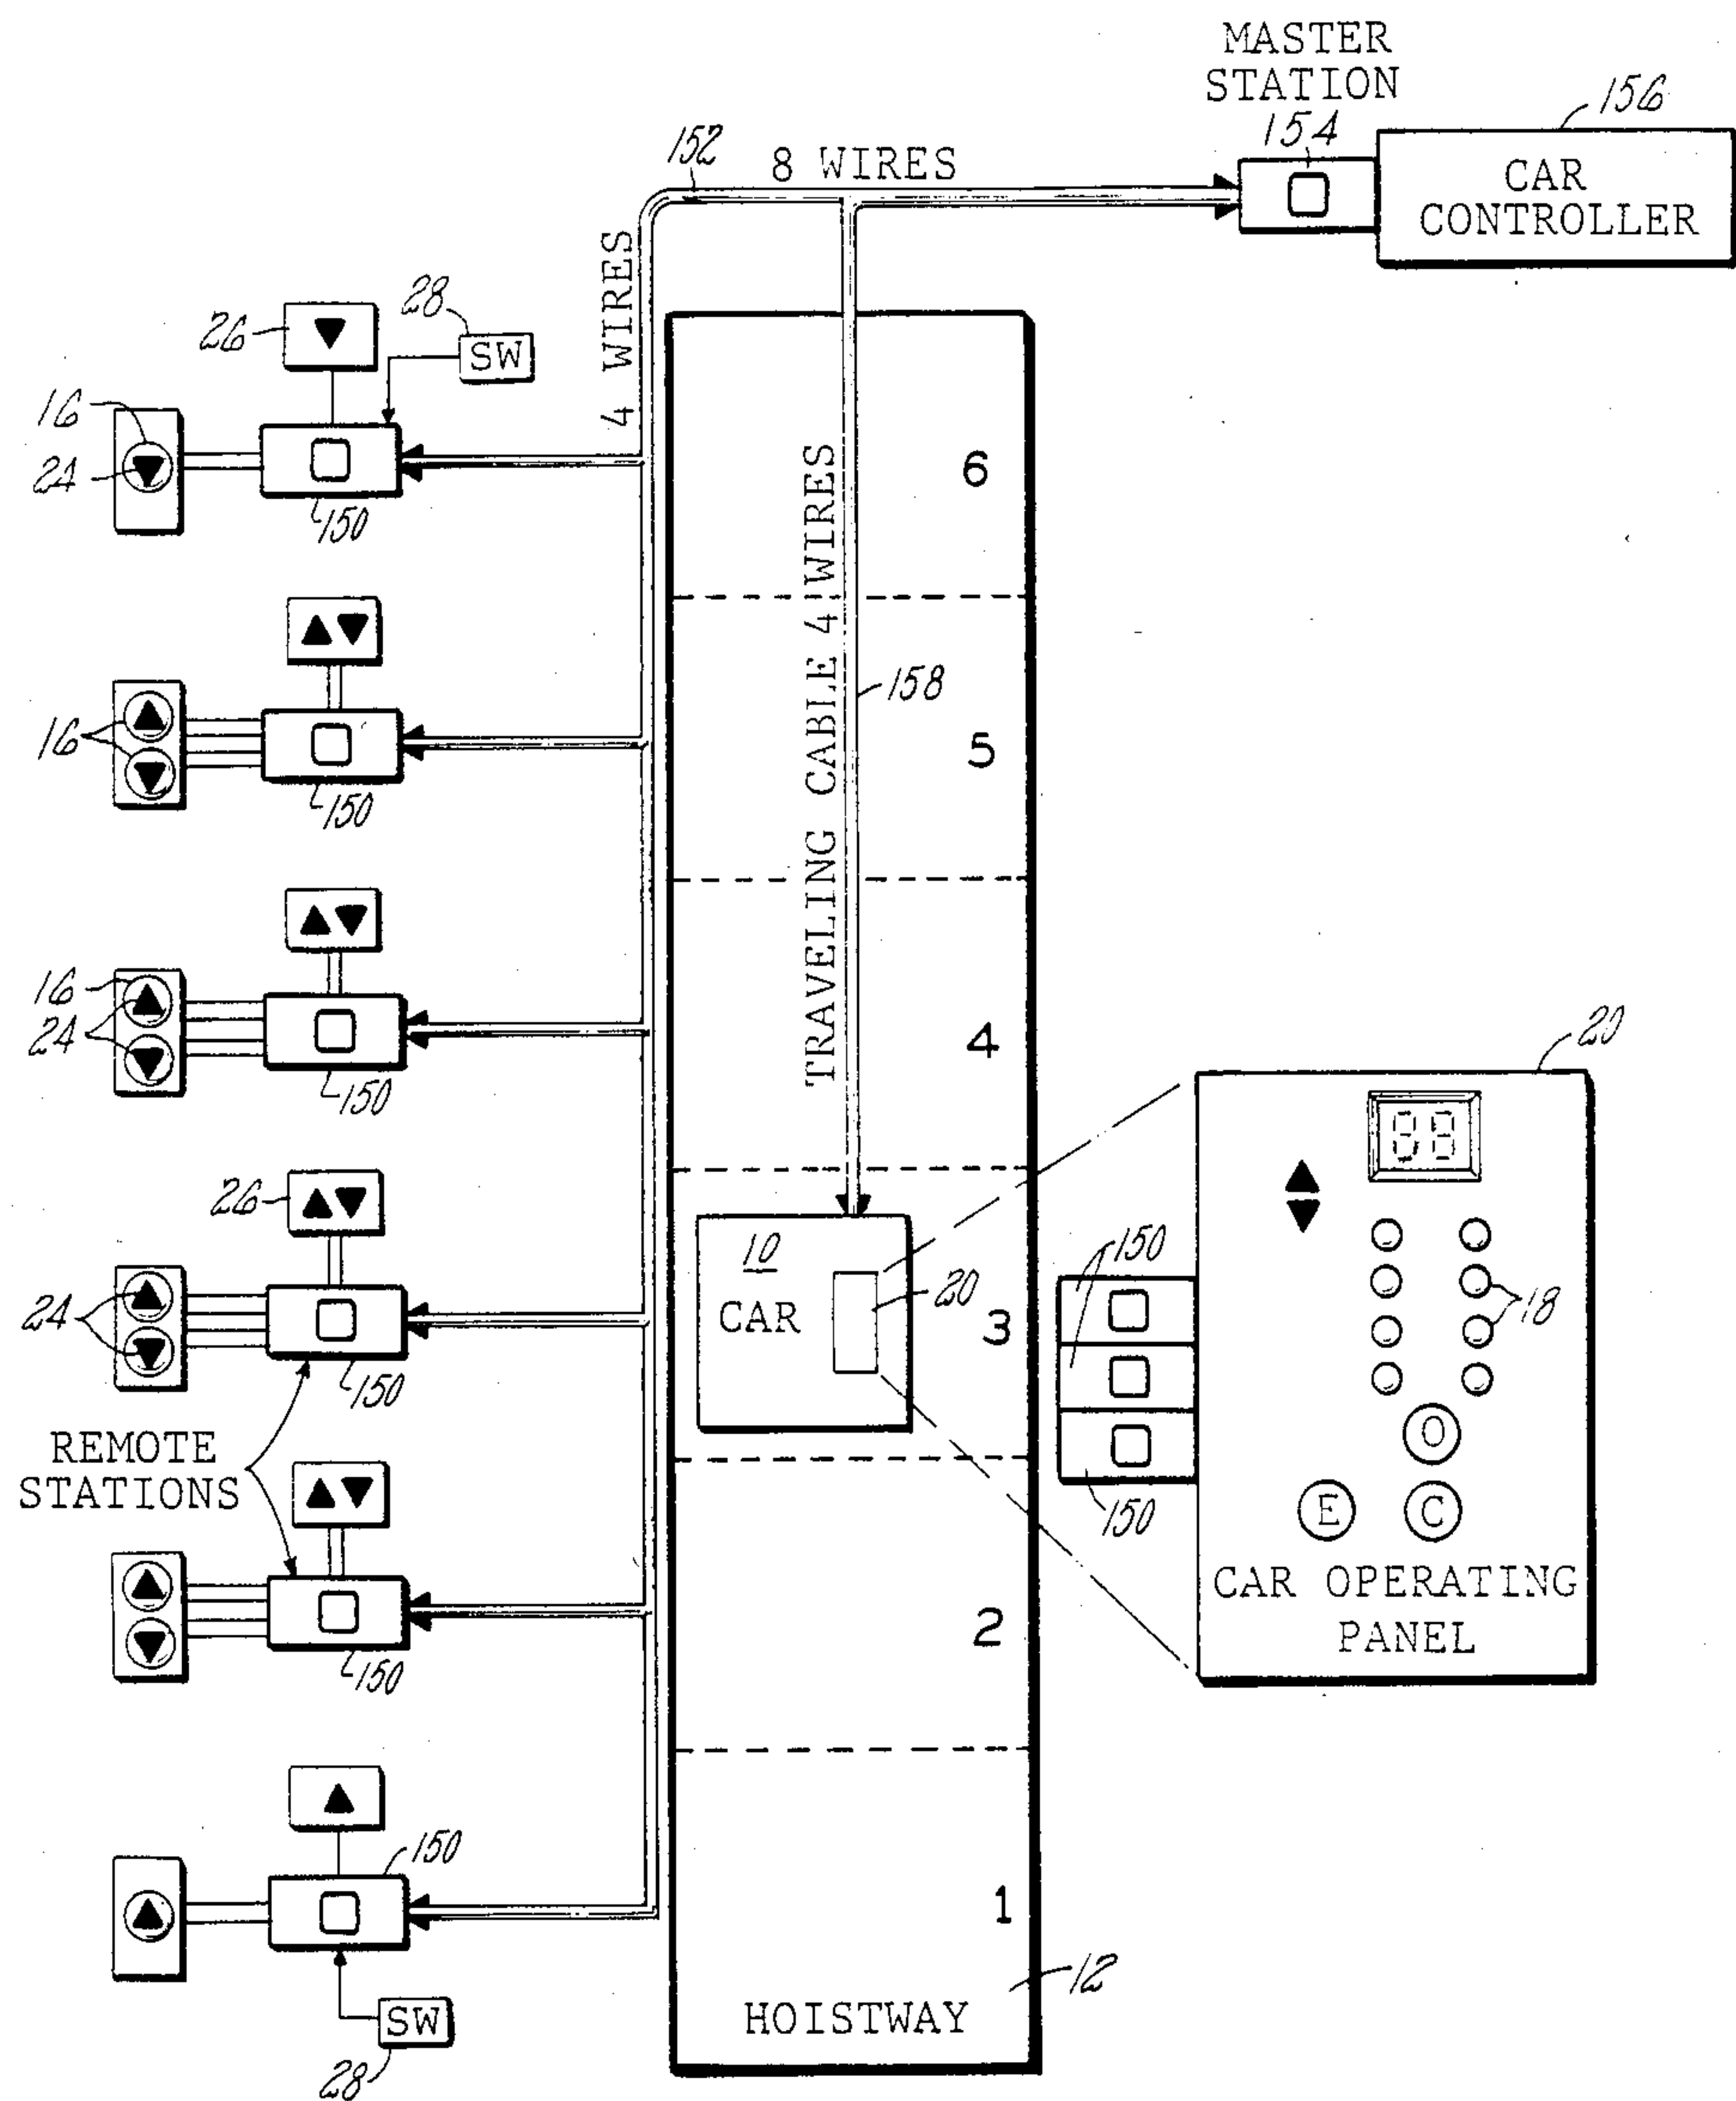 MASTER
STATION
154
156
CAR
CONTROLLER
152
8 WIRES
4 WIRES
26
28
SW
16
24
150
6
TRAVELING CABLE 4 WIRES
16
150
158
5
16
24
150
4
26
24
150
10
CAR
20
3
REMOTE
STATIONS
150
2
150
1
12
SW
28
HOISTWAY
20
88
150
18
150
O
E
C
CAR OPERATING
PANEL